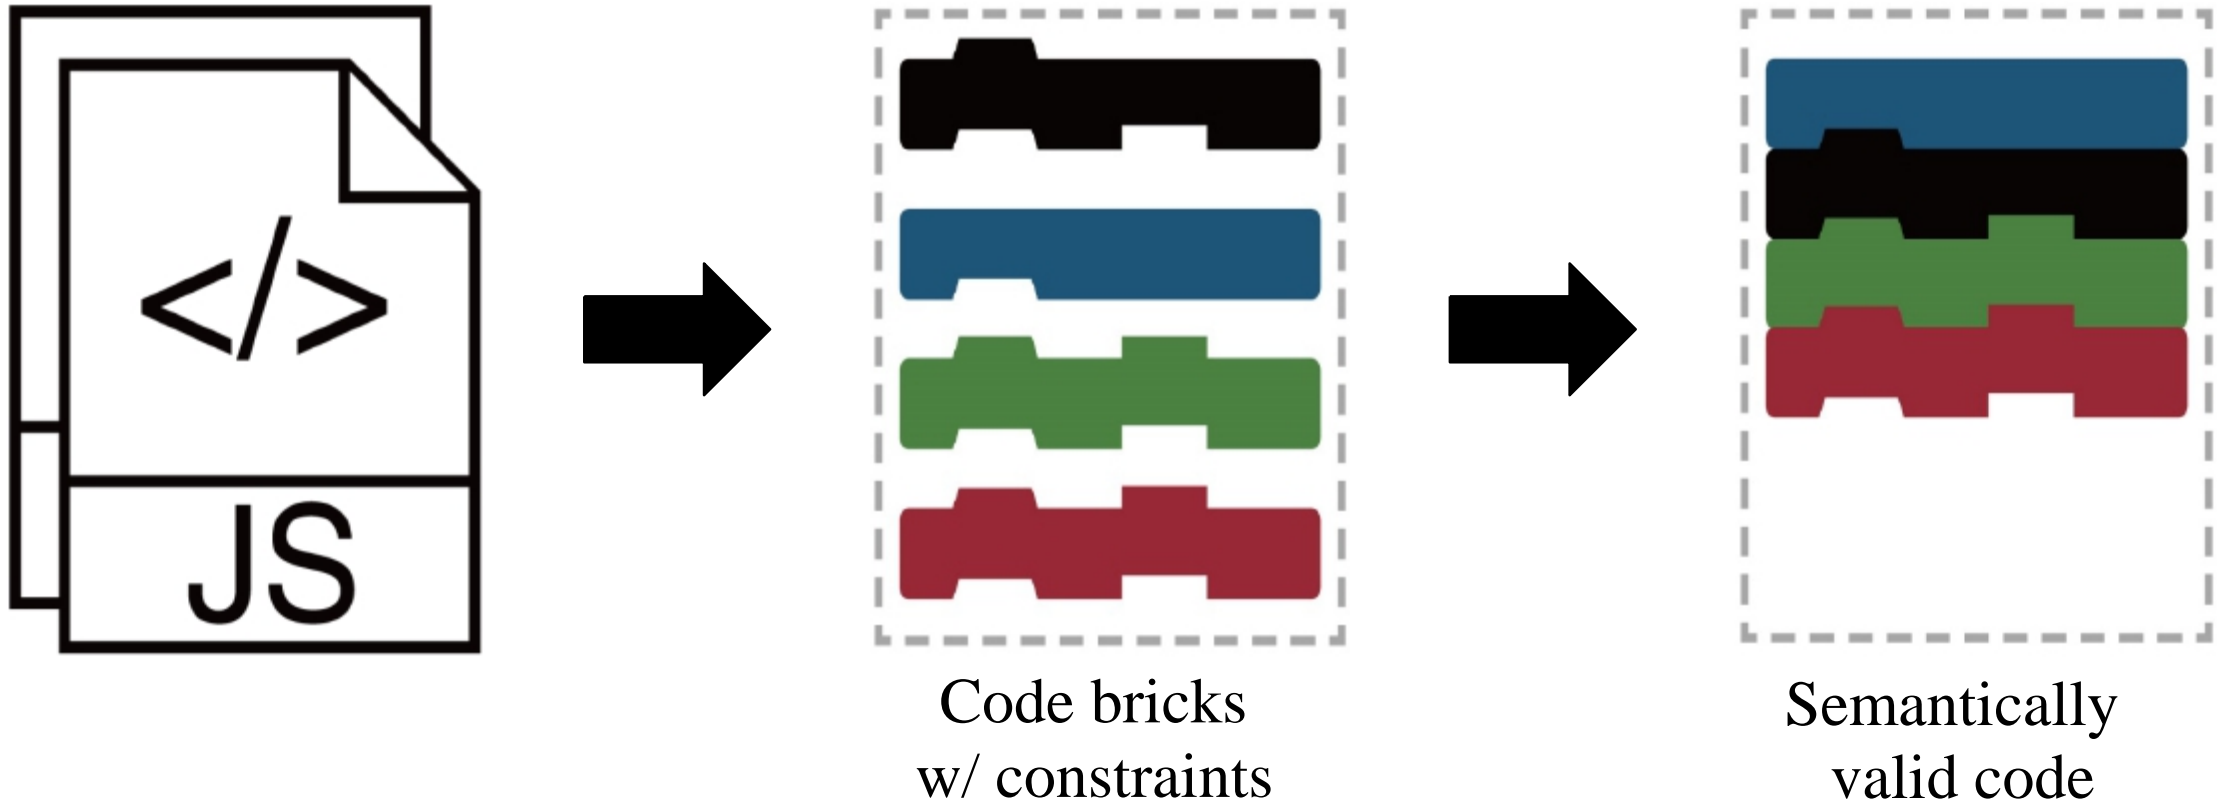 </>
JS
Code bricks
w/ constraints
Semantically
valid code